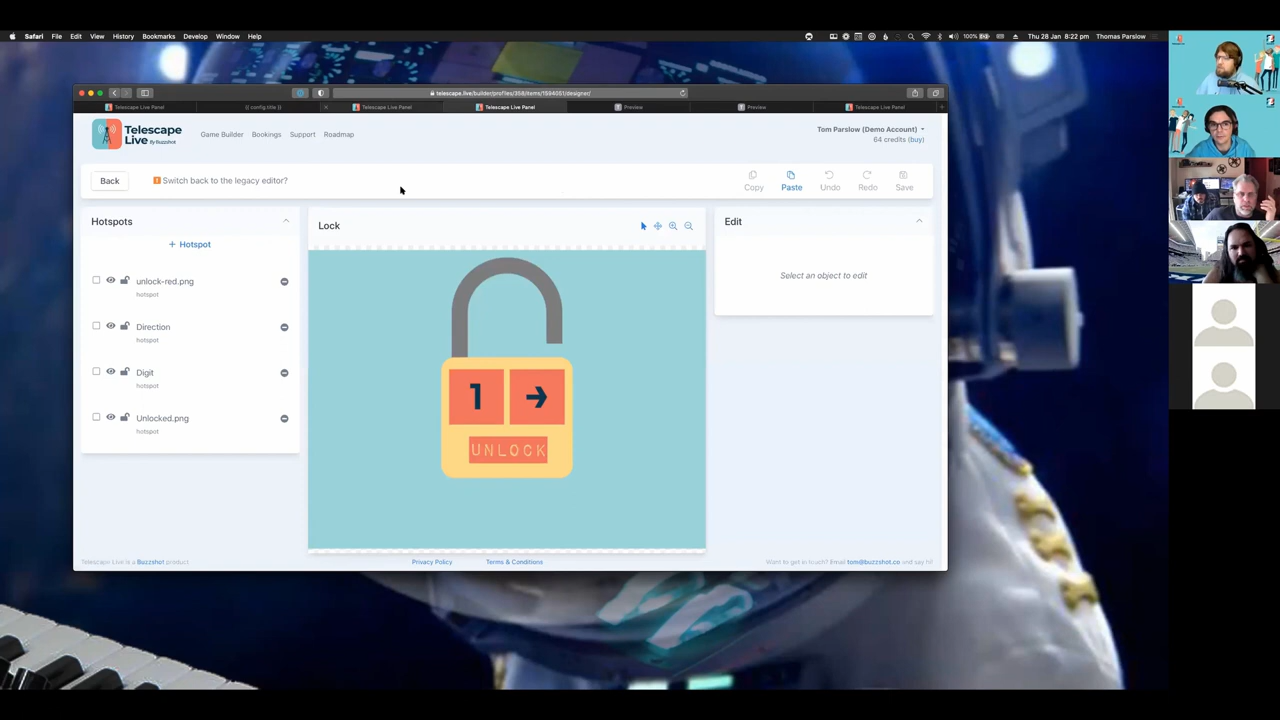 Safari File Edit View History Bookmarks Develop Window Help
100% Thu 28 Jan 8:22 pm Thomas Parslow
telescape.live/builder/profiles/358/items/1594051/designer/
Telescape Live Panel {{ config.title }} Telescape Live Panel Telescape Live Panel Preview Preview Telescape Live Panel
Telescape Live By Buzzshot
Game Builder Bookings Support Roadmap
Tom Parslow (Demo Account)
64 credits (buy)
Back
Switch back to the legacy editor?
Copy Paste Undo Redo Save
Hotspots
Lock
Edit
+ Hotspot
Select an object to edit
unlock-red.png
hotspot
Direction
hotspot
Digit
hotspot
Unlocked.png
hotspot
1 →
UNLOCK
Telescape Live is a Buzzshot product
Privacy Policy
Terms & Conditions
Want to get in touch? Email tom@buzzshot.co and say hi!